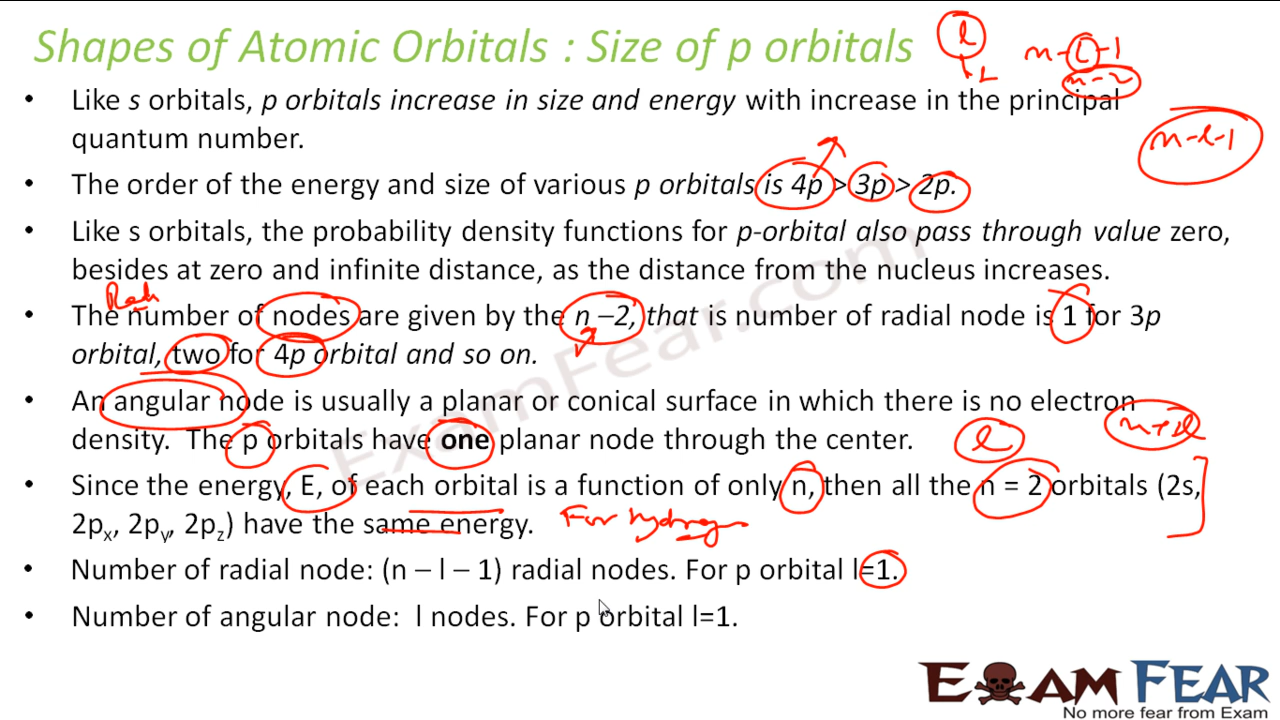 Shapes of Atomic Orbitals : Size of p orbitals
l
n-l-1
n-2
n-l-1
• Like s orbitals, p orbitals increase in size and energy with increase in the principal
quantum number.
• The order of the energy and size of various p orbitals is 4p > 3p > 2p.
• Like s orbitals, the probability density functions for p-orbital also pass through value zero,
besides at zero and infinite distance, as the distance from the nucleus increases.
• The number of nodes are given by the n –2, that is number of radial node is 1 for 3p
orbital, two for 4p orbital and so on.
• An angular node is usually a planar or conical surface in which there is no electron
density. The p orbitals have one planar node through the center.
l
• Since the energy, E, of each orbital is a function of only n, then all the n = 2 orbitals (2s,
2pₓ, 2pᵧ, 2p_z) have the same energy.
For hydrogen
• Number of radial node: (n – l – 1) radial nodes. For p orbital l=1.
• Number of angular node: l nodes. For p orbital l=1.
ExamFear.com
EXAM FEAR
No more fear from Exam